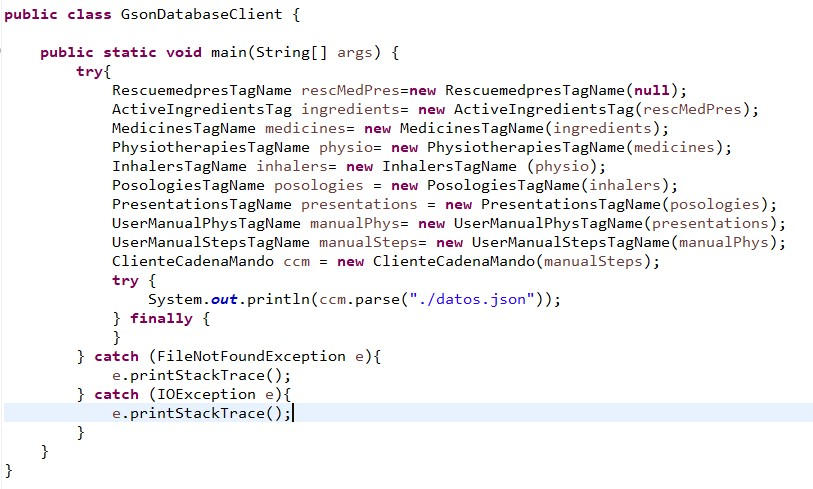 public class GsonDatabaseClient {
public static void main(String[] args) {
try{
RescuemedpresTagName rescMedPres=new RescuemedpresTagName(null);
ActiveIngredientsTag ingredients= new ActiveIngredientsTag(rescMedPres);
MedicinesTagName medicines= new MedicinesTagName(ingredients);
PhysiotherapiesTagName physio= new PhysiotherapiesTagName(medicines);
InhalersTagName inhalers= new InhalersTagName (physio);
PosologiesTagName posologies = new PosologiesTagName(inhalers);
PresentationsTagName presentations = new PresentationsTagName(posologies);
UserManualPhysTagName manualPhys= new UserManualPhysTagName(presentations);
UserManualStepsTagName manualSteps= new UserManualStepsTagName(manualPhys);
ClienteCadenaMando ccm = new ClienteCadenaMando(manualSteps);
try {
System.out.println(ccm.parse("./datos.json"));
} finally {
}
} catch (FileNotFoundException e){
e.printStackTrace();
} catch (IOException e){
e.printStackTrace();
}
}
}